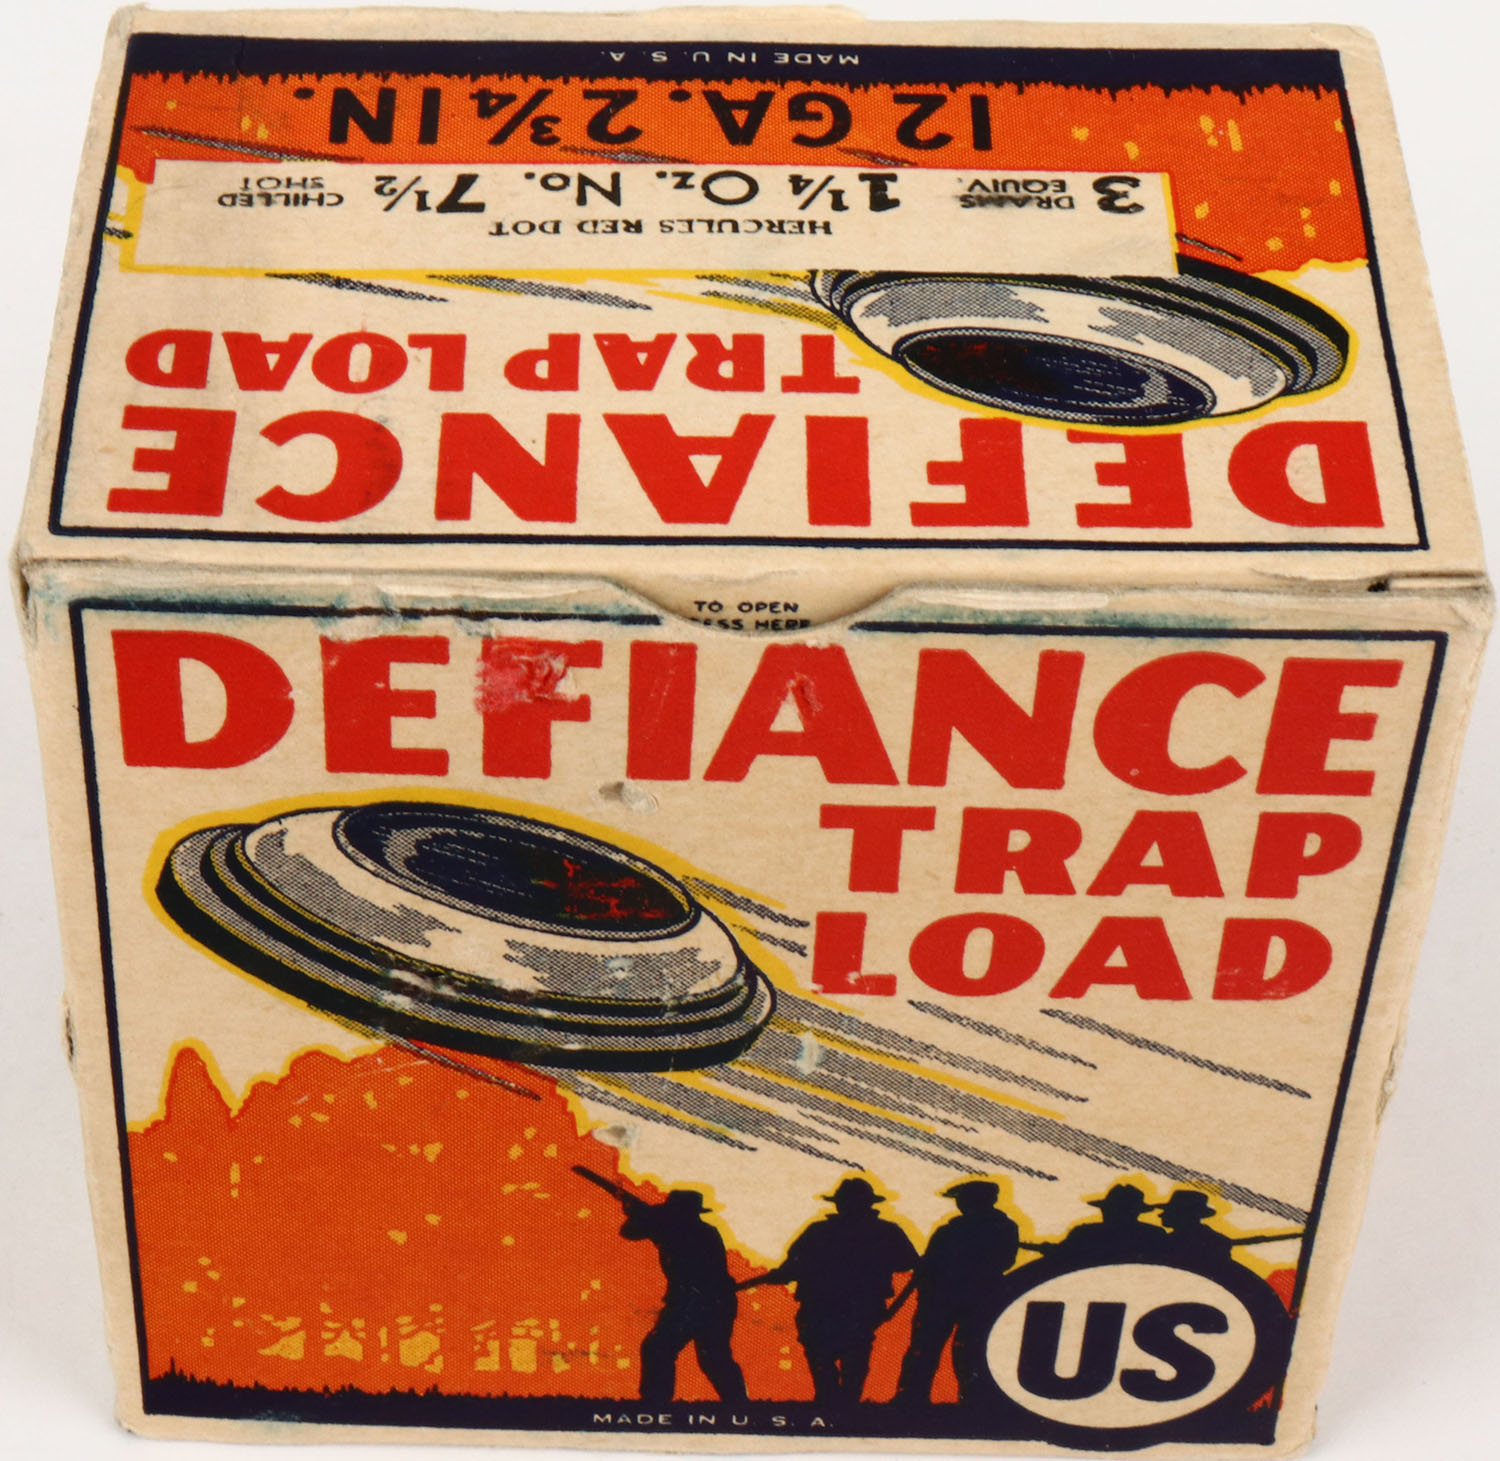 MADE IN U.S.A.
12 GA. 2¾ IN.
3 DRAMS EQUIV. 1¼ Oz. No. 7½ CHILLED SHOT
HERCULES RED DOT
TRAP LOAD
DEFIANCE
TO OPEN
HERE
DEFIANCE
TRAP
LOAD
US
MADE IN U.S.A.